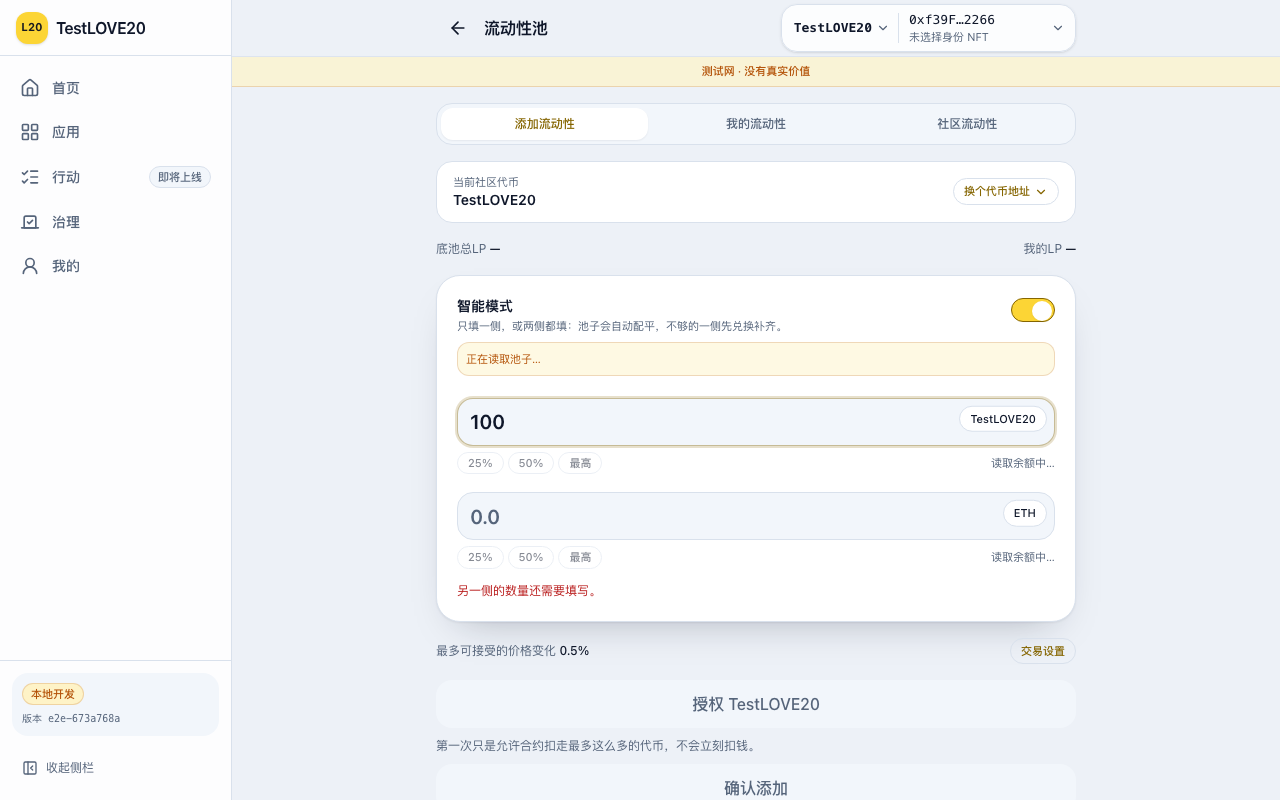 L20 TestLOVE20
首页
应用
行动 即将上线
治理
我的
本地开发
版本 e2e-673a768a
收起侧栏
流动性池
TestLOVE20
0xf39F…2266
未选择身份 NFT
测试网 · 没有真实价值
添加流动性 我的流动性 社区流动性
当前社区代币
TestLOVE20
换个代币地址
底池总LP — 我的LP —
智能模式
只填一侧，或两侧都填：池子会自动配平，不够的一侧先兑换补齐。
正在读取池子…
100 TestLOVE20
25% 50% 最高 读取余额中…
0.0 ETH
25% 50% 最高 读取余额中…
另一侧的数量还需要填写。
最多可接受的价格变化 0.5% 交易设置
授权 TestLOVE20
第一次只是允许合约扣走最多这么多的代币，不会立刻扣钱。
确认添加